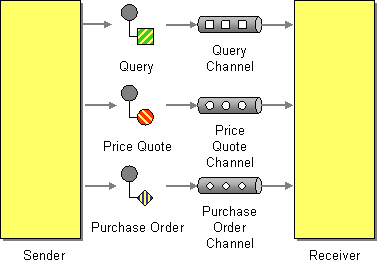 Query
Query
Channel
Price Quote
Price
Quote
Channel
Purchase Order
Purchase
Order
Channel
Sender
Receiver